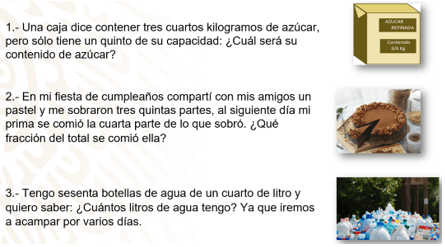 1.- Una caja dice contener tres cuartos kilogramos de azúcar,
pero sólo tiene un quinto de su capacidad: ¿Cuál será su
contenido de azúcar?
AZUCAR
REFINADA
Contenido
3/4 kg
2.- En mi fiesta de cumpleaños compartí con mis amigos un
pastel y me sobraron tres quintas partes, al siguiente día mi
prima se comió la cuarta parte de lo que sobró. ¿Qué
fracción del total se comió ella?
3.- Tengo sesenta botellas de agua de un cuarto de litro y
quiero saber: ¿Cuántos litros de agua tengo? Ya que iremos
a acampar por varios días.